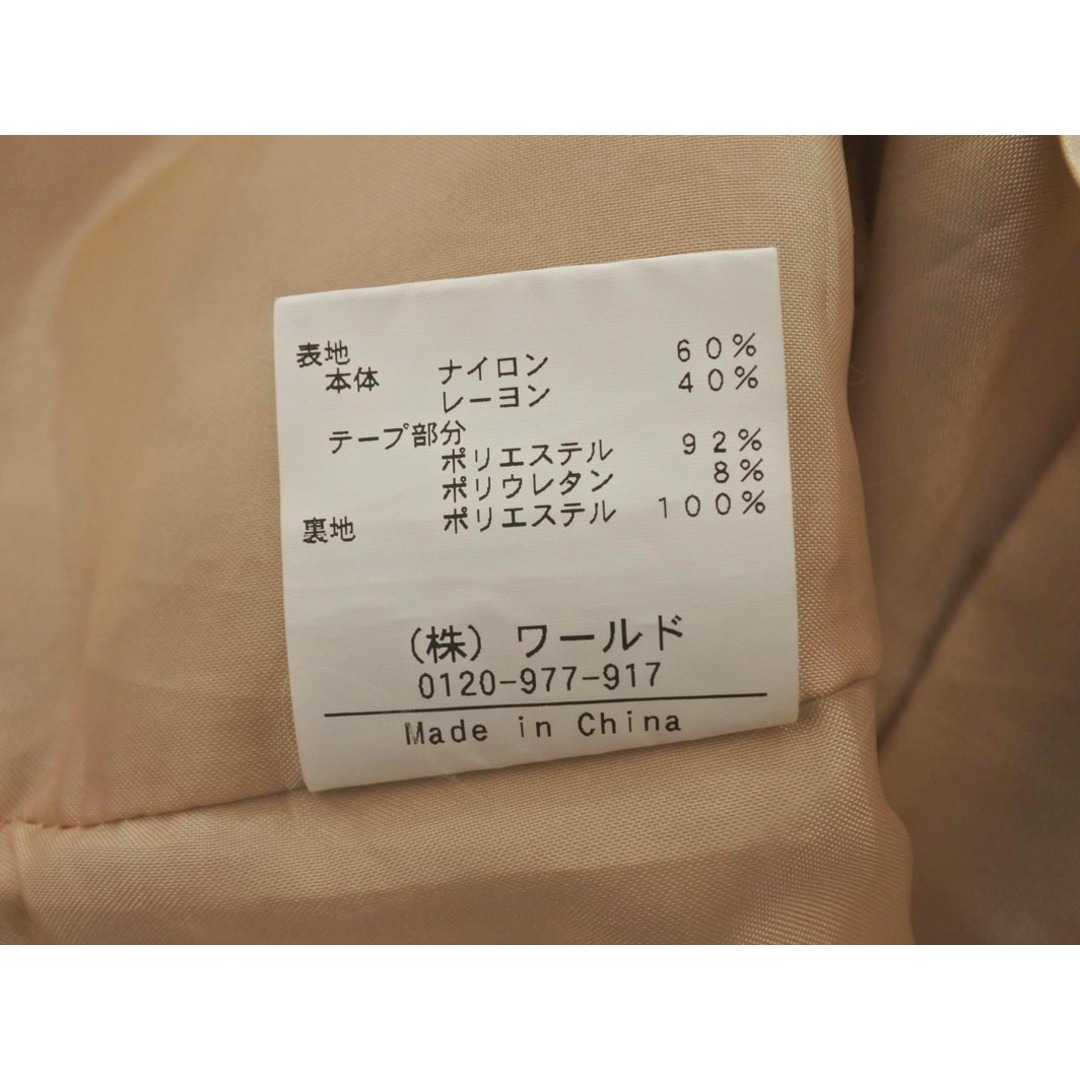 表地
本体 ナイロン 60%
レーヨン 40%
テープ部分
ポリエステル 92%
ポリウレタン 8%
裏地 ポリエステル 100%
(株) ワールド
0120-977-917
Made in China